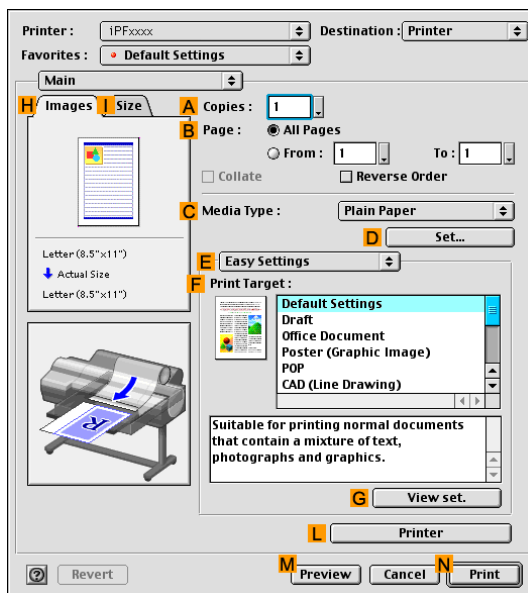 Printer : iPFxxxx Destination : Printer
Favorites : Default Settings
Main
H Images I Size
A Copies : 1
B Page : All Pages
From : 1 To : 1
Collate Reverse Order
C Media Type : Plain Paper
D Set...
Letter (8.5"x11")
Actual Size
Letter (8.5"x11")
E Easy Settings
F Print Target :
Default Settings
Draft
Office Document
Poster (Graphic Image)
POP
CAD (Line Drawing)
R
Suitable for printing normal documents
that contain a mixture of text,
photographs and graphics.
G View set.
L Printer
? Revert M Preview Cancel N Print